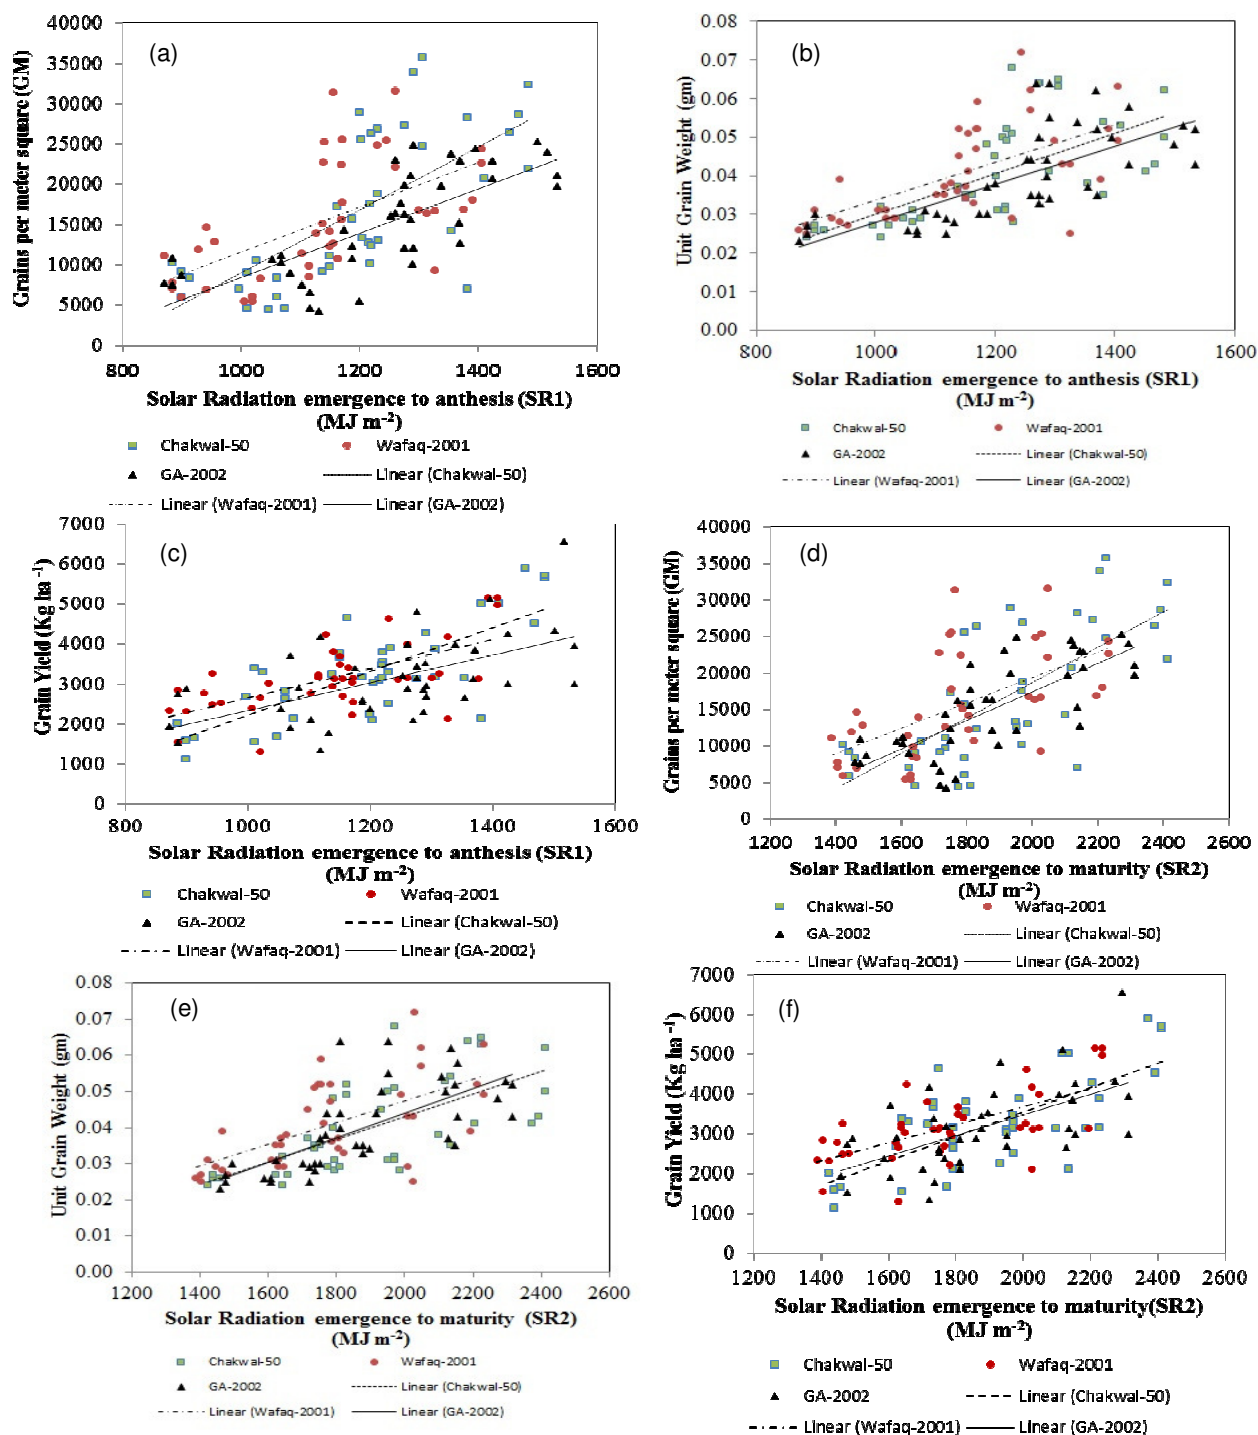 (a)
Grains per meter square (GM)
40000
35000
30000
25000
20000
15000
10000
5000
0
800 1000 1200 1400 1600
Solar Radiation emergence to anthesis (SR1)
(MJ m-2)
Chakwal-50 Wafaq-2001
GA-2002 Linear (Chakwal-50)
Linear (Wafaq-2001) Linear (GA-2002)
(b)
Unit Grain Weight (gm)
0.08
0.07
0.06
0.05
0.04
0.03
0.02
0.01
0.00
800 1000 1200 1400 1600
Solar Radiation emergence to anthesis (SR1)
(MJ m-2)
Chakwal-50 Wafaq-2001
GA-2002 Linear (Chakwal-50)
Linear (Wafaq-2001) Linear (GA-2002)
(c)
Grain Yield (Kg ha-1)
7000
6000
5000
4000
3000
2000
1000
0
800 1000 1200 1400 1600
Solar Radiation emergence to anthesis (SR1)
(MJ m-2)
Chakwal-50 Wafaq-2001
GA-2002 Linear (Chakwal-50)
Linear (Wafaq-2001) Linear (GA-2002)
(d)
Grains per meter square (GM)
40000
35000
30000
25000
20000
15000
10000
5000
0
1200 1400 1600 1800 2000 2200 2400 2600
Solar Radiation emergence to maturity (SR2)
(MJ m-2)
Chakwal-50 Wafaq-2001
GA-2002 Linear (Chakwal-50)
Linear (Wafaq-2001) Linear (GA-2002)
(e)
Unit Grain Weight (gm)
0.08
0.07
0.06
0.05
0.04
0.03
0.02
0.01
0.00
1200 1400 1600 1800 2000 2200 2400 2600
Solar Radiation emergence to maturity (SR2)
(MJ m-2)
Chakwal-50 Wafaq-2001
GA-2002 Linear (Chakwal-50)
Linear (Wafaq-2001) Linear (GA-2002)
(f)
Grain Yield (Kg ha-1)
7000
6000
5000
4000
3000
2000
1000
0
1200 1400 1600 1800 2000 2200 2400 2600
Solar Radiation emergence to maturity(SR2)
(MJ m-2)
Chakwal-50 Wafaq-2001
GA-2002 Linear (Chakwal-50)
Linear (Wafaq-2001) Linear (GA-2002)